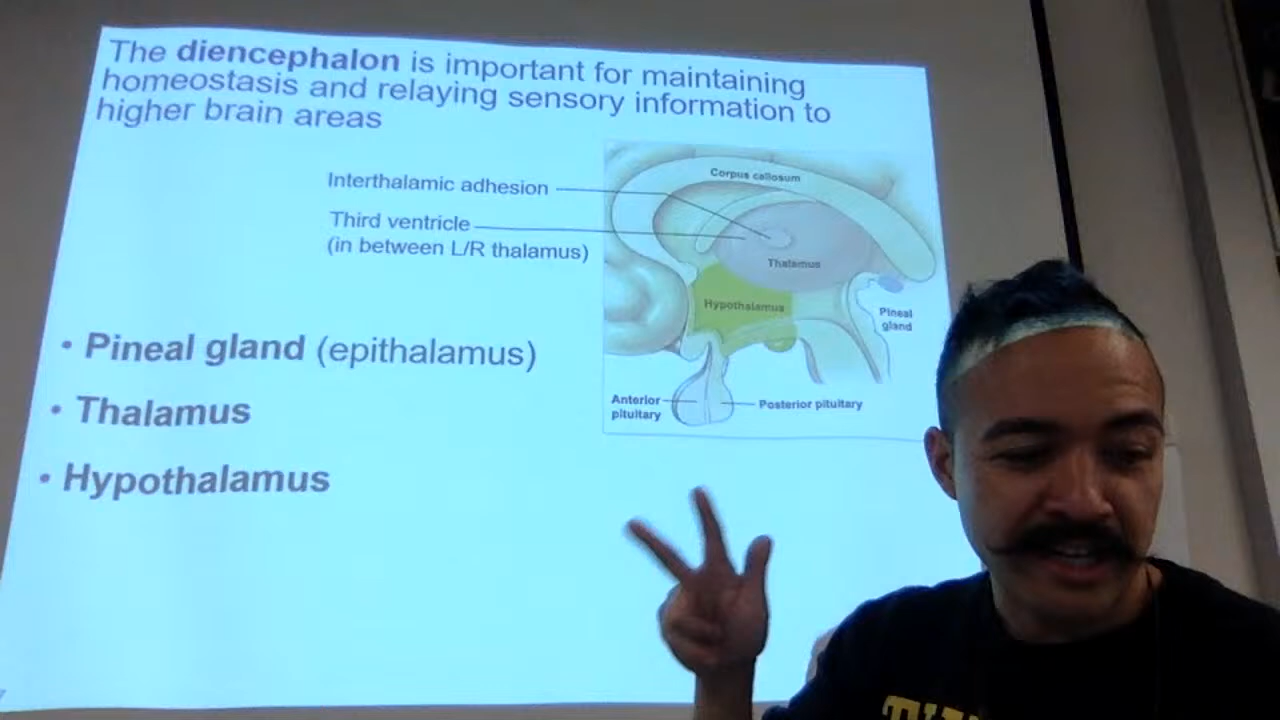 The diencephalon is important for maintaining
homeostasis and relaying sensory information to
higher brain areas
Interthalamic adhesion
Third ventricle
(in between L/R thalamus)
Corpus callosum
Thalamus
Hypothalamus
Pineal
gland
Anterior
pituitary
Posterior pituitary
• Pineal gland (epithalamus)
• Thalamus
• Hypothalamus